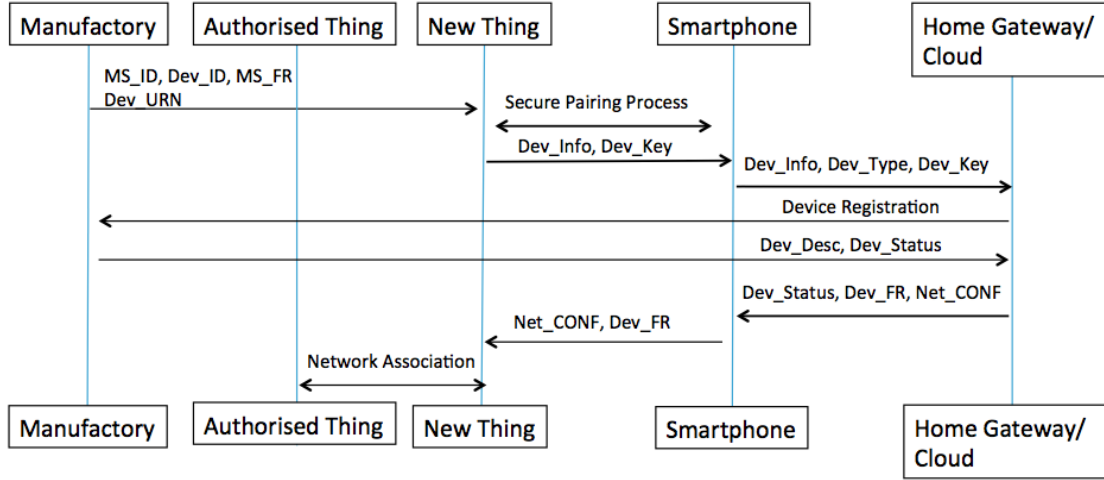 Manufactory
Authorised Thing
New Thing
Smartphone
Home Gateway/
Cloud
MS_ID, Dev_ID, MS_FR
Dev_URN
Secure Pairing Process
Dev_Info, Dev_Key
Dev_Info, Dev_Type, Dev_Key
Device Registration
Dev_Desc, Dev_Status
Dev_Status, Dev_FR, Net_CONF
Net_CONF, Dev_FR
Network Association
Manufactory
Authorised Thing
New Thing
Smartphone
Home Gateway/
Cloud